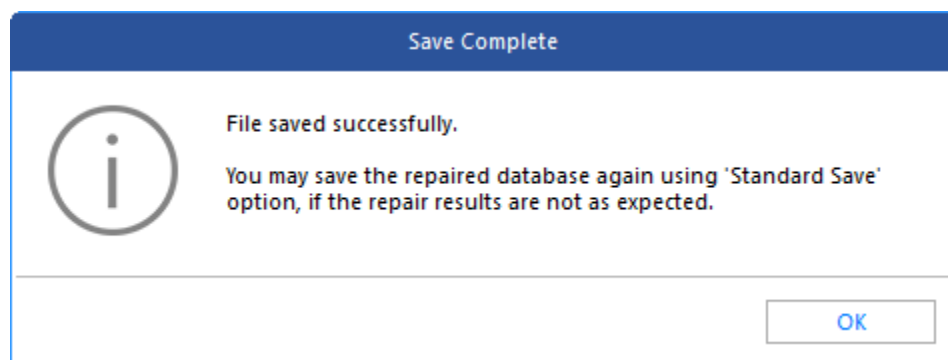 Save Complete
File saved successfully.
You may save the repaired database again using 'Standard Save'
option, if the repair results are not as expected.
OK